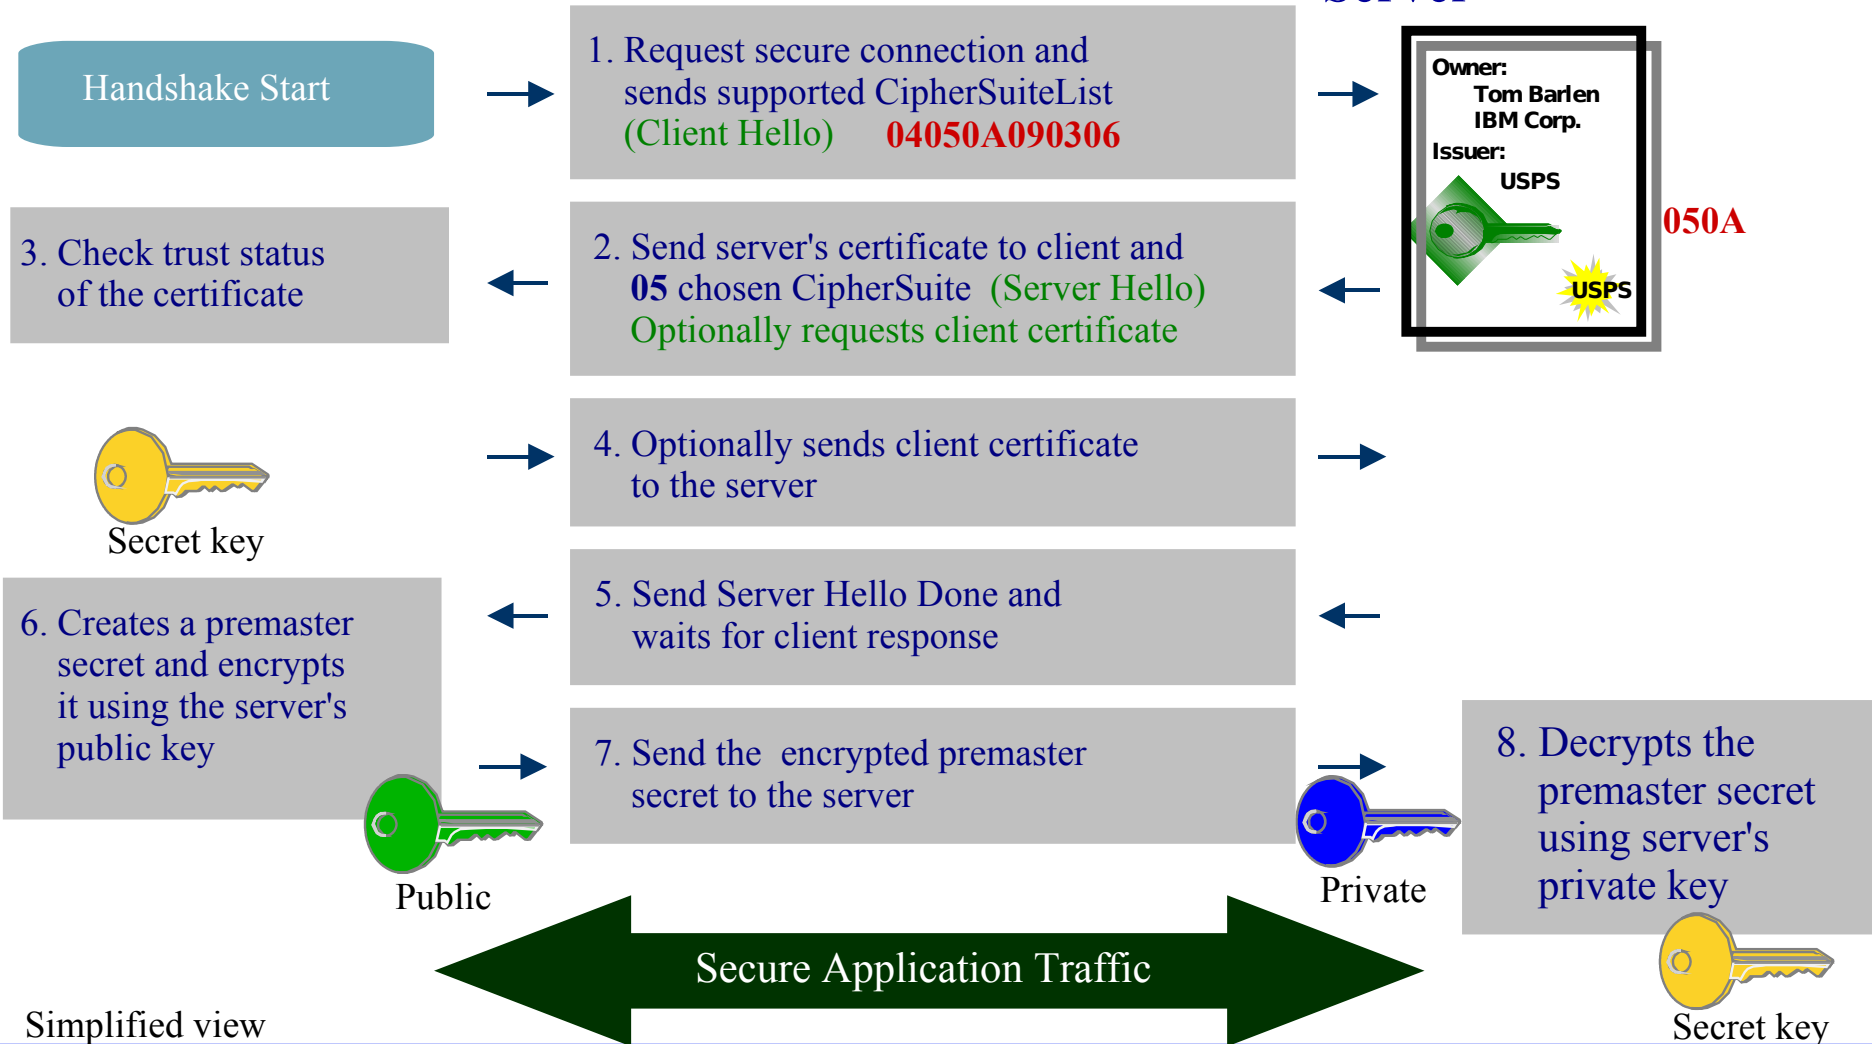 Server
Handshake Start
1. Request secure connection and
sends supported CipherSuiteList
(Client Hello) 04050A090306
Owner:
Tom Barlen
IBM Corp.
Issuer:
USPS
USPS
050A
2. Send server's certificate to client and
05 chosen CipherSuite (Server Hello)
Optionally requests client certificate
3. Check trust status
of the certificate
4. Optionally sends client certificate
to the server
Secret key
5. Send Server Hello Done and
waits for client response
6. Creates a premaster
secret and encrypts
it using the server's
public key
Public
7. Send the encrypted premaster
secret to the server
Private
8. Decrypts the
premaster secret
using server's
private key
Secret key
Secure Application Traffic
Simplified view